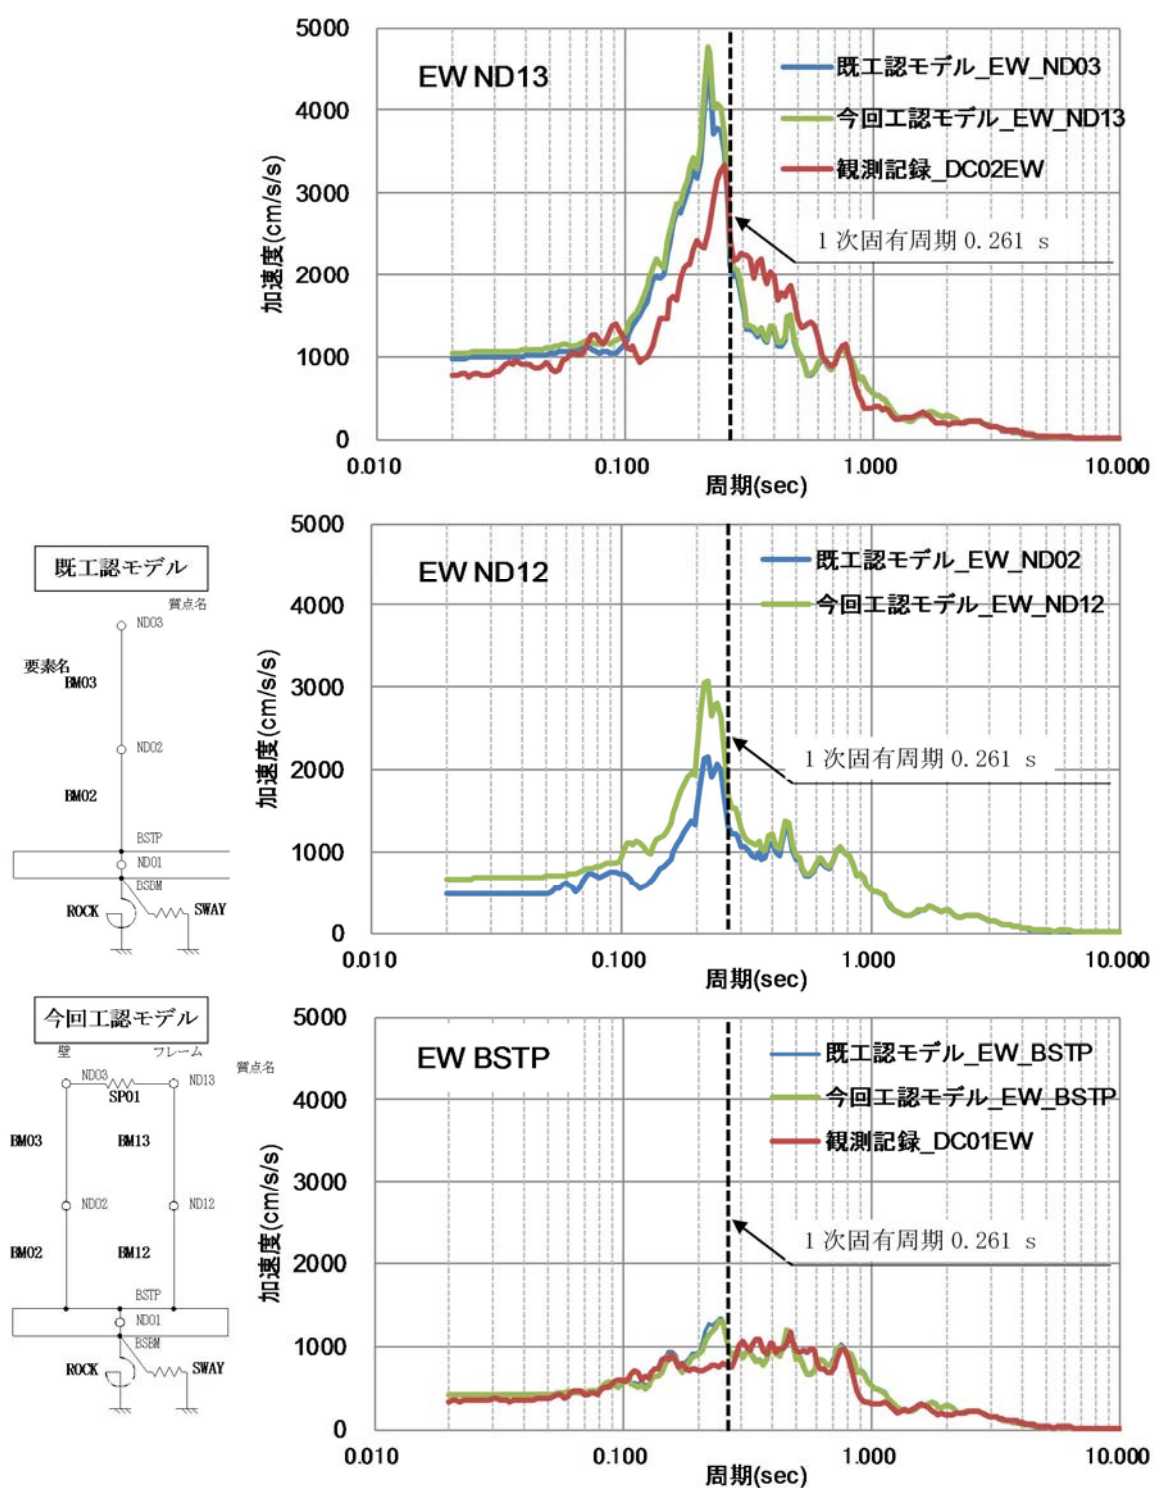 5000
4000
3000
2000
1000
0
加速度(cm/s/s)
EW ND13
既工認モデル_EW_ND03
今回工認モデル_EW_ND13
観測記録_DC02EW
1次固有周期 0.261 s
0.010
0.100
1.000
10.000
周期(sec)
既工認モデル
質点名
ND03
要素名
BM03
ND02
BM02
BSTP
ND01
BSBM
ROCK
SWAY
5000
4000
3000
2000
1000
0
加速度(cm/s/s)
EW ND12
既工認モデル_EW_ND02
今回工認モデル_EW_ND12
1次固有周期 0.261 s
0.010
0.100
1.000
10.000
周期(sec)
今回工認モデル
壁
フレーム
質点名
ND03
ND13
SP01
BM03
BM13
ND02
ND12
BM02
BM12
BSTP
ND01
BSBM
ROCK
SWAY
5000
4000
3000
2000
1000
0
加速度(cm/s/s)
EW BSTP
既工認モデル_EW_BSTP
今回工認モデル_EW_BSTP
観測記録_DC01EW
1次固有周期 0.261 s
0.010
0.100
1.000
10.000
周期(sec)